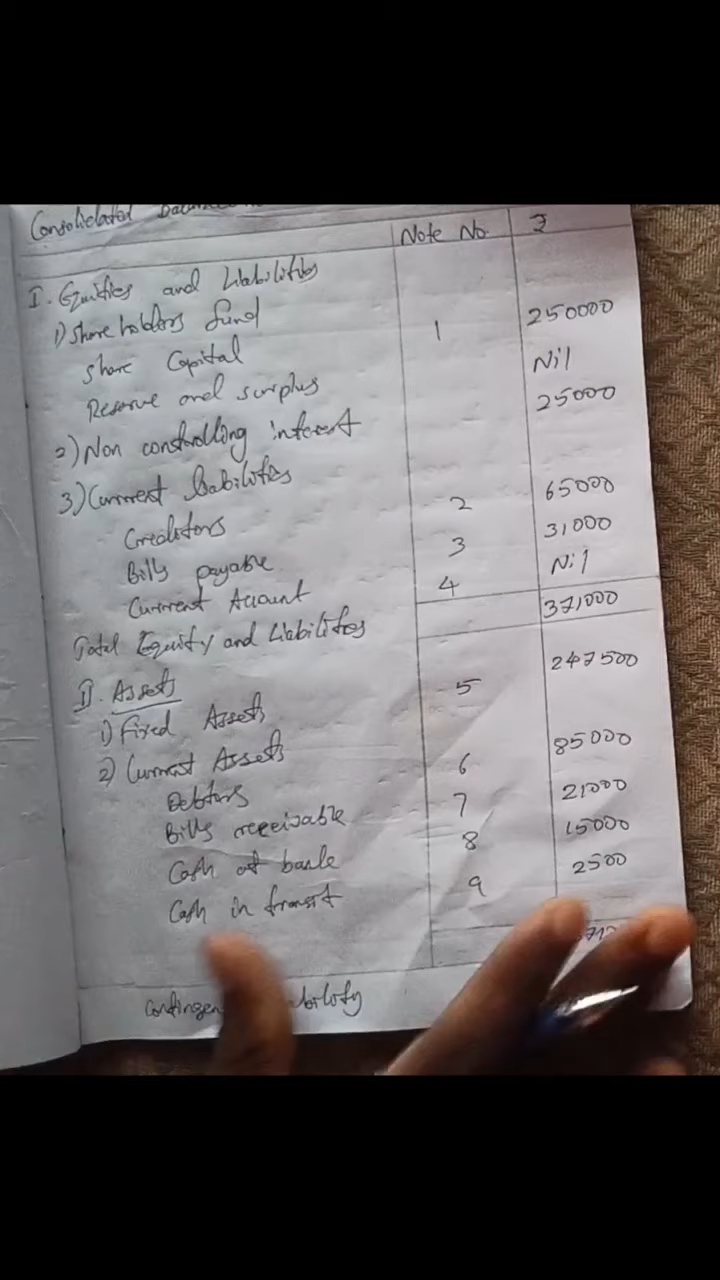 Consolidated Balance
Note No. ₹
I. Equities and Liabilities
1) Share holders fund
Share Capital 1 250000
Reserve and surplus Nil
2) Non controlling interest 25000
3) Current liabilities
Creditors 2 65000
Bills payable 3 31000
Current Account 4 Nil
Total Equity and Liabilities 371000
II. Assets
1) Fixed Assets 5 247500
2) Current Assets
Debtors 6 85000
Bills receivable 7 21000
Cash at bank 8 15000
Cash in transit 9 2500